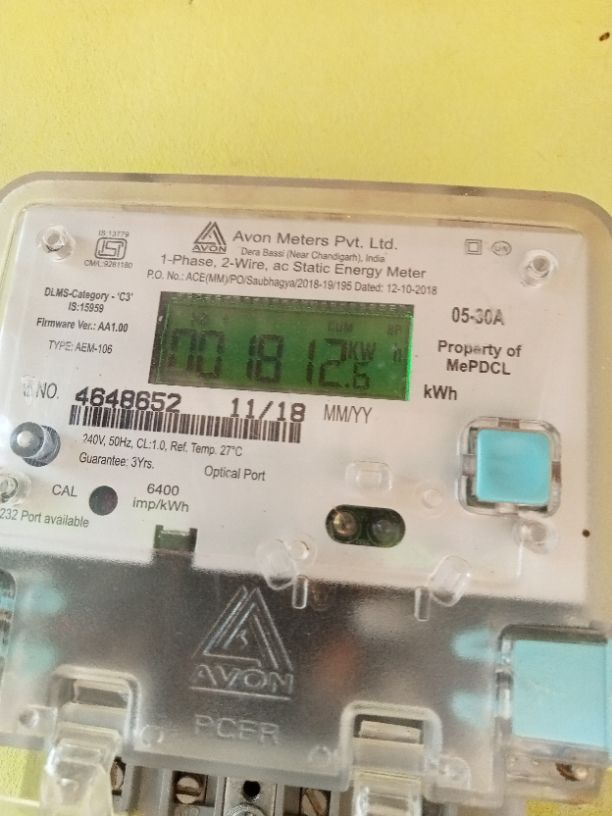 IS:13779
ISI
CM/L:9261180
AVON
Avon Meters Pvt. Ltd.
Dera Bassi (Near Chandigarh), India
1-Phase, 2-Wire, ac Static Energy Meter
P.O. No.: ACE(MM)/PO/Saubhagya/2018-19/195 Dated: 12-10-2018
DLMS-Category - 'C3'
IS:15959
Firmware Ver.: AA1.00
TYPE: AEM-106
CUM
001812.6
KW h
05-30A
Property of
MePDCL
kWh
NO. 4648652 11/18 MM/YY
240V, 50Hz, CL:1.0, Ref. Temp. 27°C
Guarantee: 3Yrs.
Optical Port
CAL
6400
imp/kWh
232 Port available
AVON